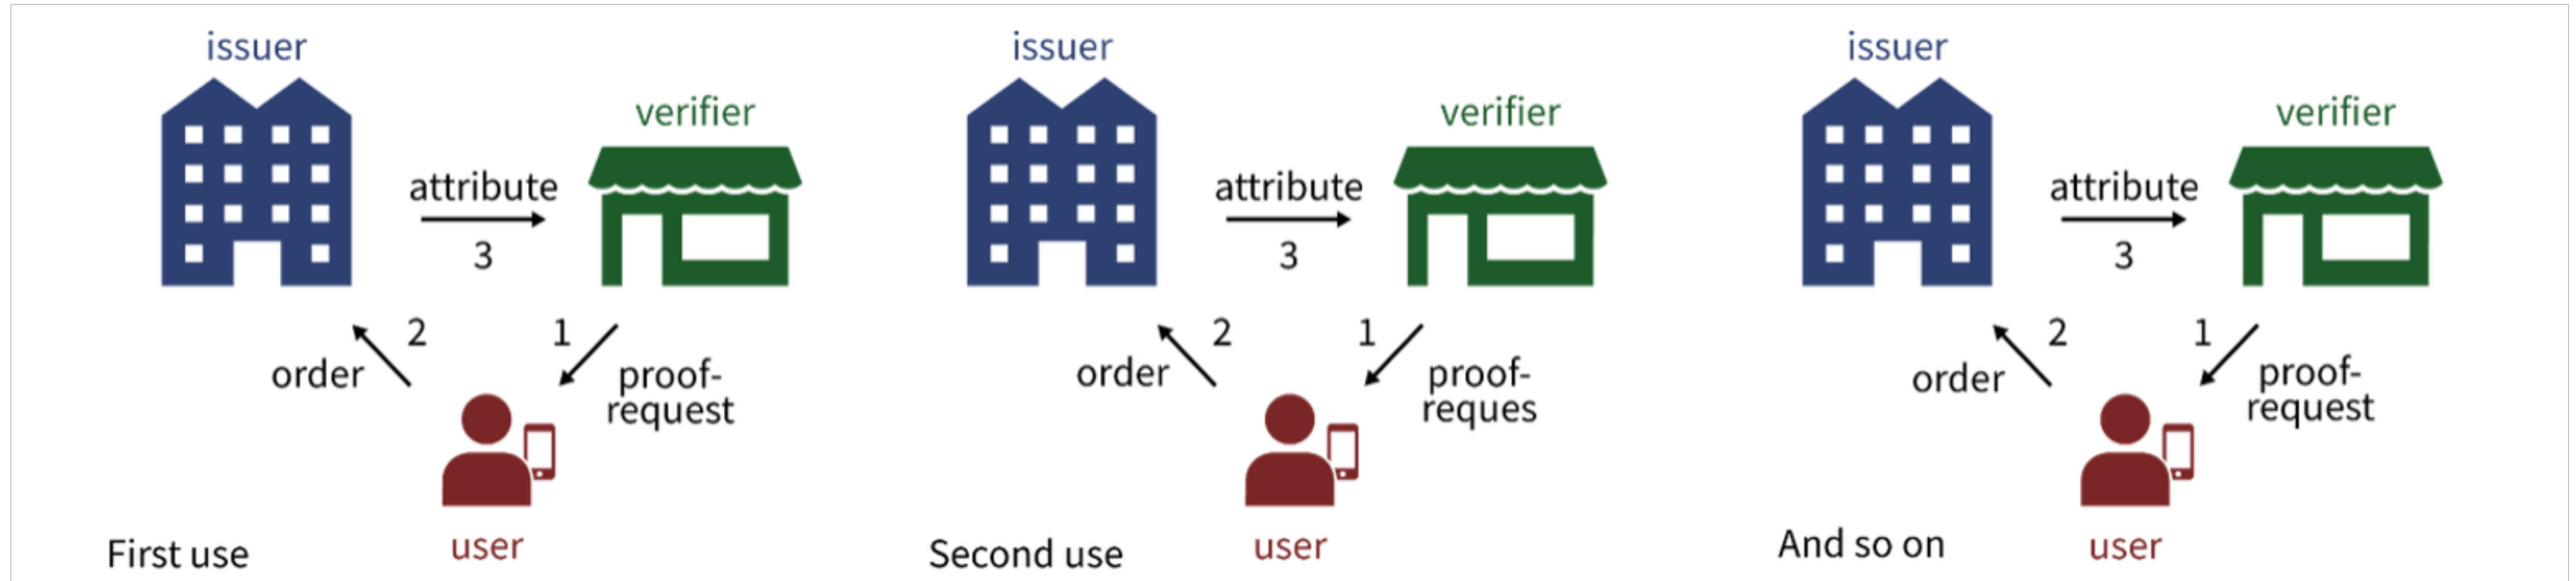 issuer
verifier
attribute
3
2
1
order
proof-
request
user
First use
issuer
verifier
attribute
3
2
1
order
proof-
reques
user
Second use
issuer
verifier
attribute
3
2
1
order
proof-
request
user
And so on